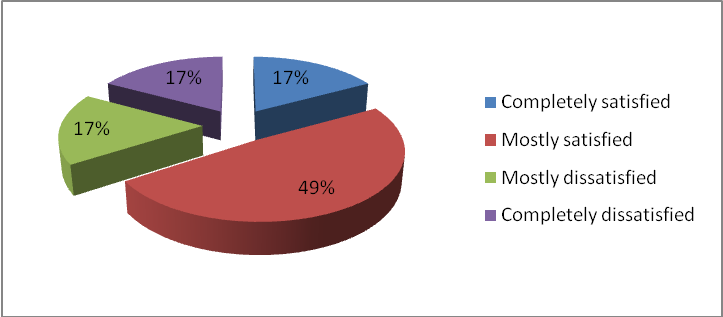 17%
17%
17%
49%
Completely satisfied
Mostly satisfied
Mostly dissatisfied
Completely dissatisfied